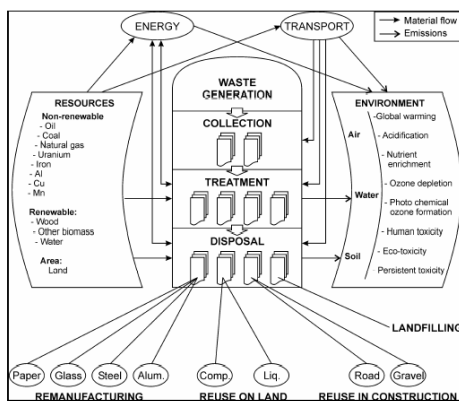 ENERGY
TRANSPORT
Material flow
Emissions
WASTE
GENERATION
COLLECTION
TREATMENT
DISPOSAL
RESOURCES
Non-renewable
- Oil
- Coal
- Natural gas
- Uranium
- Iron
- Al
- Cu
- Mn
Renewable:
- Wood
- Other biomass
- Water
Area:
Land
ENVIRONMENT
Air
Water
Soil
-Global warming
- Acidification
- Nutrient
enrichment
- Ozone depletion
- Photo chemical
ozone formation
- Human toxicity
- Eco-toxicity
Persistent toxicity
LANDFILLING
Paper
Glass
Steel
Alum.
Comp.
Liq.
Road
Gravel
REMANUFACTURING
REUSE ON LAND
REUSE IN CONSTRUCTION